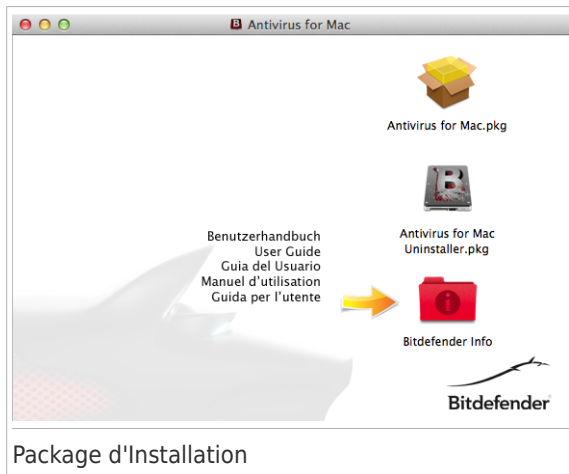 Antivirus for Mac
Antivirus for Mac.pkg
Antivirus for Mac
Uninstaller.pkg
Benutzerhandbuch
User Guide
Guia del Usuario
Manuel d'utilisation
Guida per l'utente
Bitdefender Info
Bitdefender
Package d'Installation